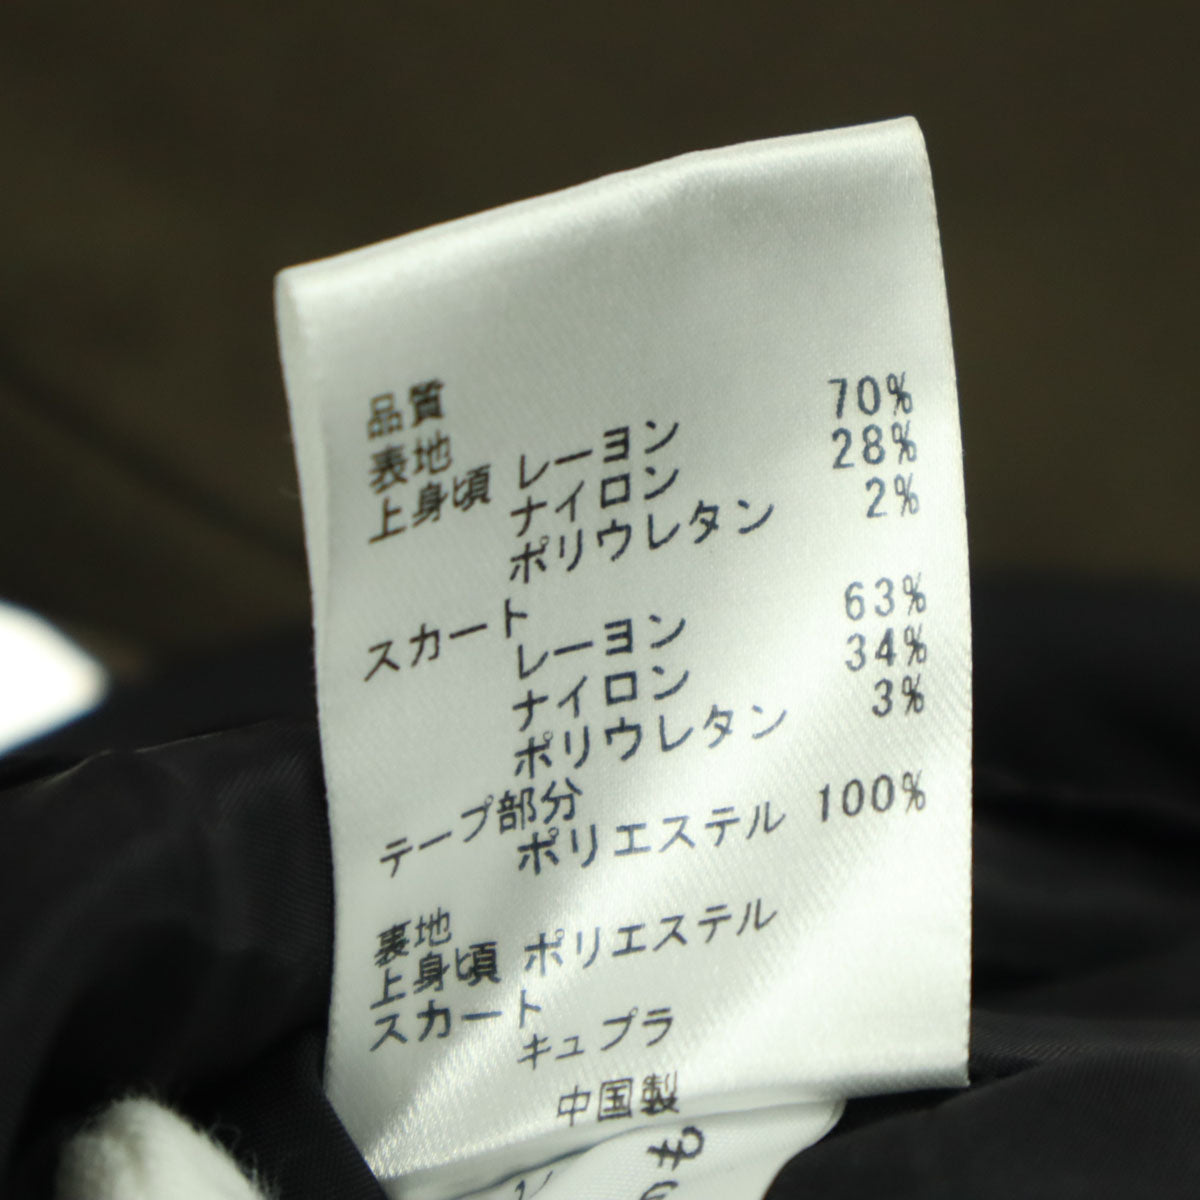 品質
表地
上身頃 レーヨン 70%
ナイロン 28%
ポリウレタン 2%
スカート
レーヨン 63%
ナイロン 34%
ポリウレタン 3%
テープ部分
ポリエステル 100%
裏地
上身頃 ポリエステル
スカート
キュプラ
中国製